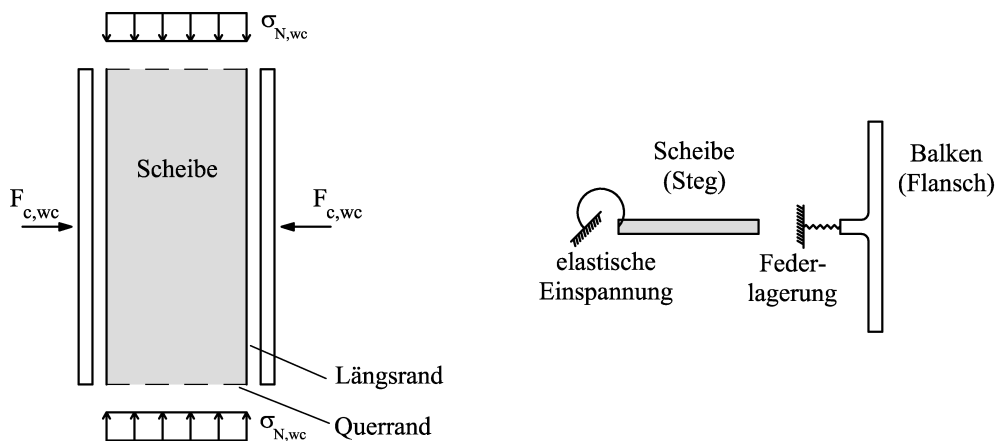 σN,wc
Scheibe
Fc,wc
Fc,wc
Längsrand
Querrand
σN,wc
Scheibe
(Steg)
Balken
(Flansch)
elastische
Einspannung
Feder-
lagerung